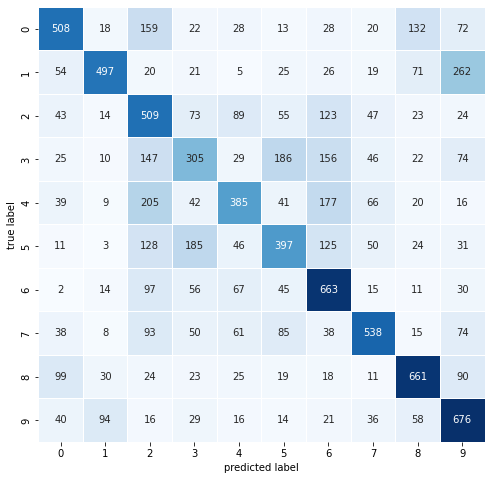 0 508 18 159 22 28 13 28 20 132 72
1 54 497 20 21 5 25 26 19 71 262
2 43 14 509 73 89 55 123 47 23 24
3 25 10 147 305 29 186 156 46 22 74
4 39 9 205 42 385 41 177 66 20 16
true label
5 11 3 128 185 46 397 125 50 24 31
6 2 14 97 56 67 45 663 15 11 30
7 38 8 93 50 61 85 38 538 15 74
8 99 30 24 23 25 19 18 11 661 90
9 40 94 16 29 16 14 21 36 58 676
0 1 2 3 4 5 6 7 8 9
predicted label